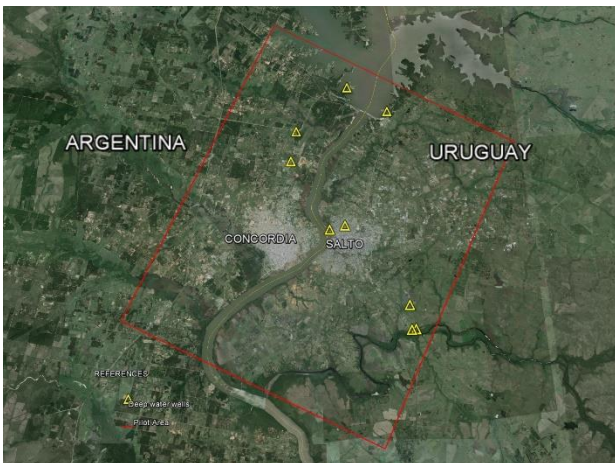 ARGENTINA
URUGUAY
CONCORDIA
SALTO
REFERENCES
Deep water wells
Pilot Area